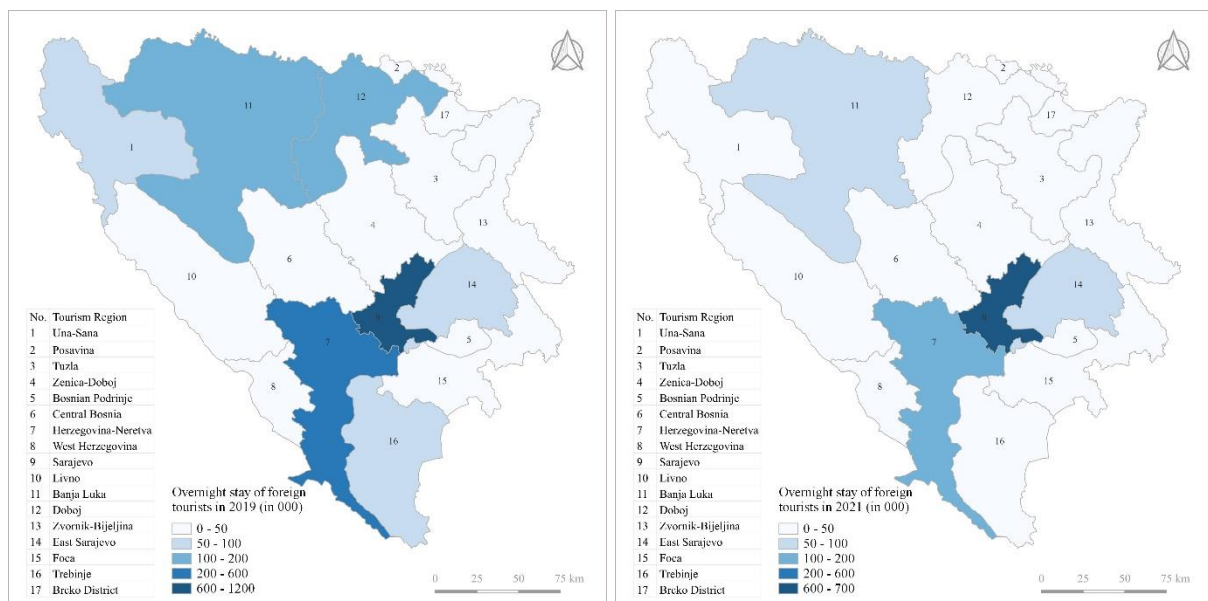 2
12
11
17
1
3
13
4
6
10
14
9
5
7
8
15
16
No. Tourism Region
1 Una-Sana
2 Posavina
3 Tuzla
4 Zenica-Doboj
5 Bosnian Podrinje
6 Central Bosnia
7 Herzegovina-Neretva
8 West Herzegovina
9 Sarajevo
10 Livno
11 Banja Luka
12 Doboj
13 Zvornik-Bijeljina
14 East Sarajevo
15 Foca
16 Trebinje
17 Brcko District
Overnight stay of foreign
tourists in 2019 (in 000)
0 - 50
50 - 100
100 - 200
200 - 600
600 - 1200
0 25 50 75 km
2
12
11
17
1
3
13
4
6
10
14
9
5
7
8
15
16
No. Tourism Region
1 Una-Sana
2 Posavina
3 Tuzla
4 Zenica-Doboj
5 Bosnian Podrinje
6 Central Bosnia
7 Herzegovina-Neretva
8 West Herzegovina
9 Sarajevo
10 Livno
11 Banja Luka
12 Doboj
13 Zvornik-Bijeljina
14 East Sarajevo
15 Foca
16 Trebinje
17 Brcko District
Overnight stay of foreign
tourists in 2021 (in 000)
0 - 50
50 - 100
100 - 200
200 - 600
600 - 700
0 25 50 75 km